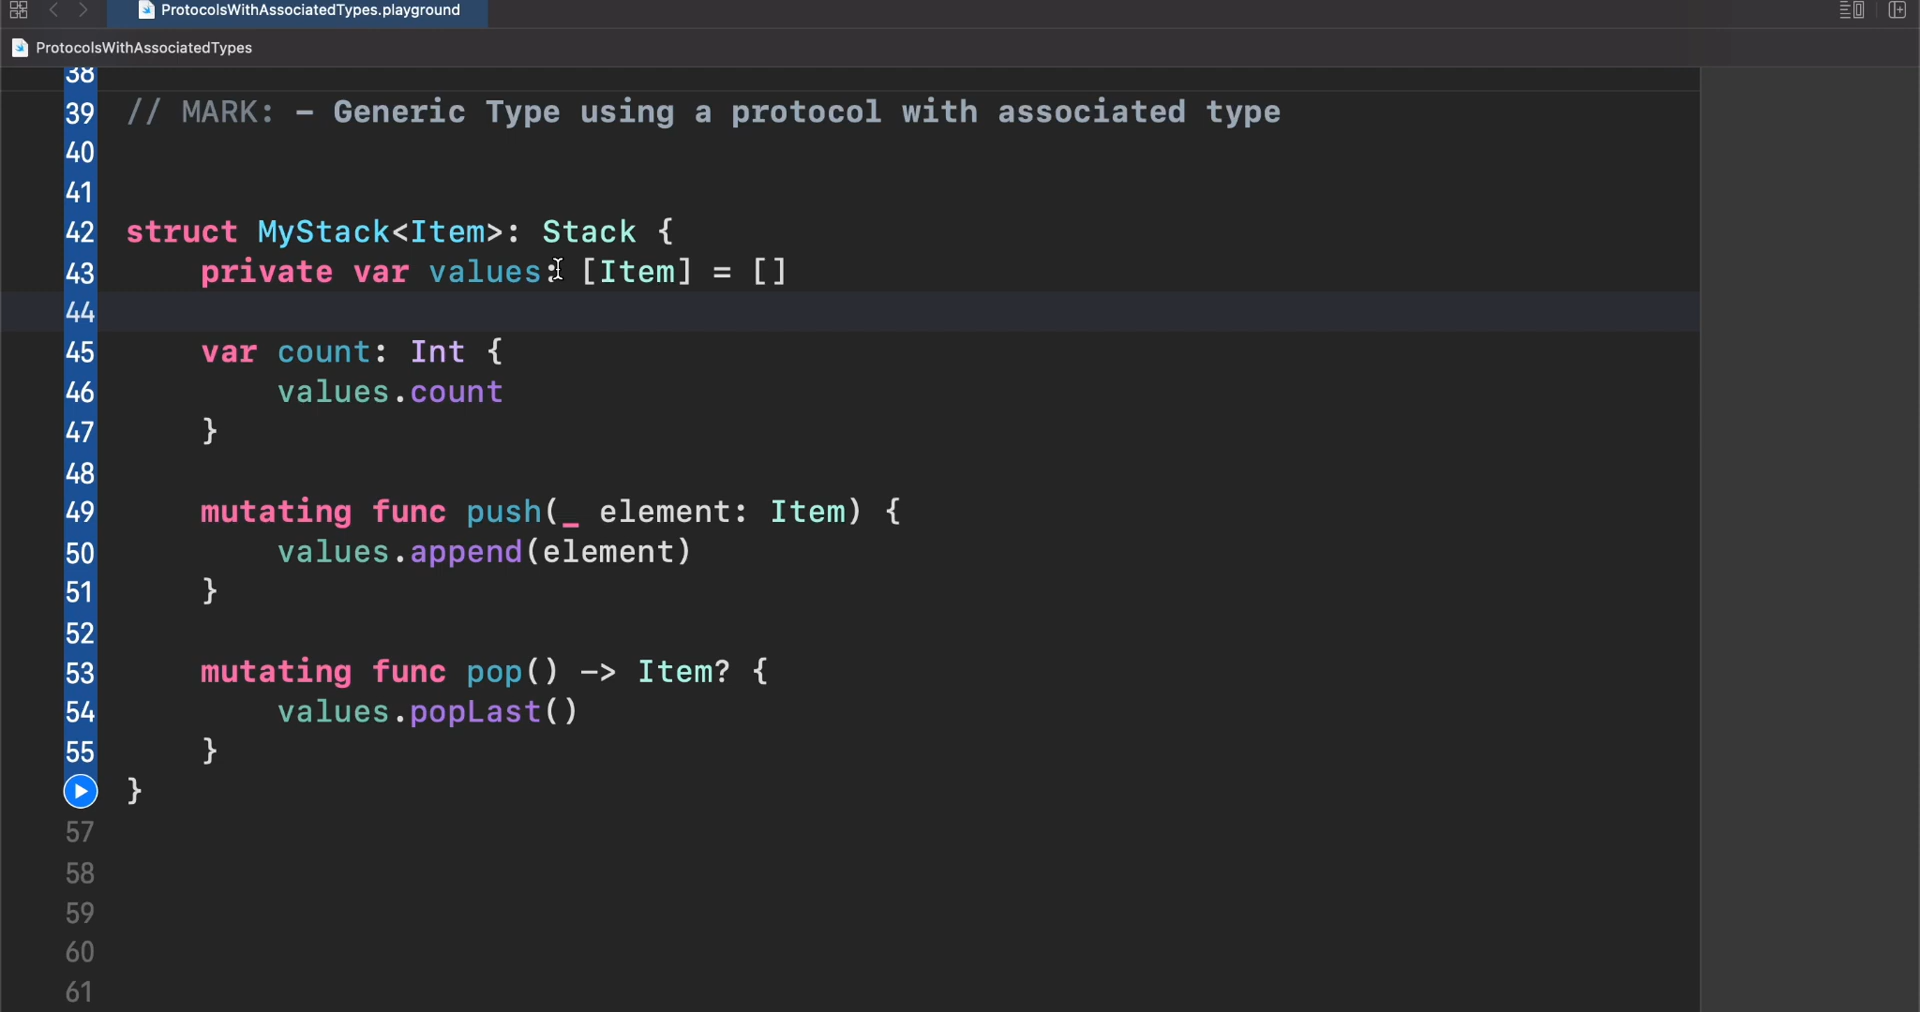 ProtocolsWithAssociatedTypes.playground
ProtocolsWithAssociatedTypes
38
39 // MARK: - Generic Type using a protocol with associated type
40
41
42 struct MyStack<Item>: Stack {
43 private var values: [Item] = []
44
45 var count: Int {
46 values.count
47 }
48
49 mutating func push(_ element: Item) {
50 values.append(element)
51 }
52
53 mutating func pop() -> Item? {
54 values.popLast()
55 }
}
57
58
59
60
61